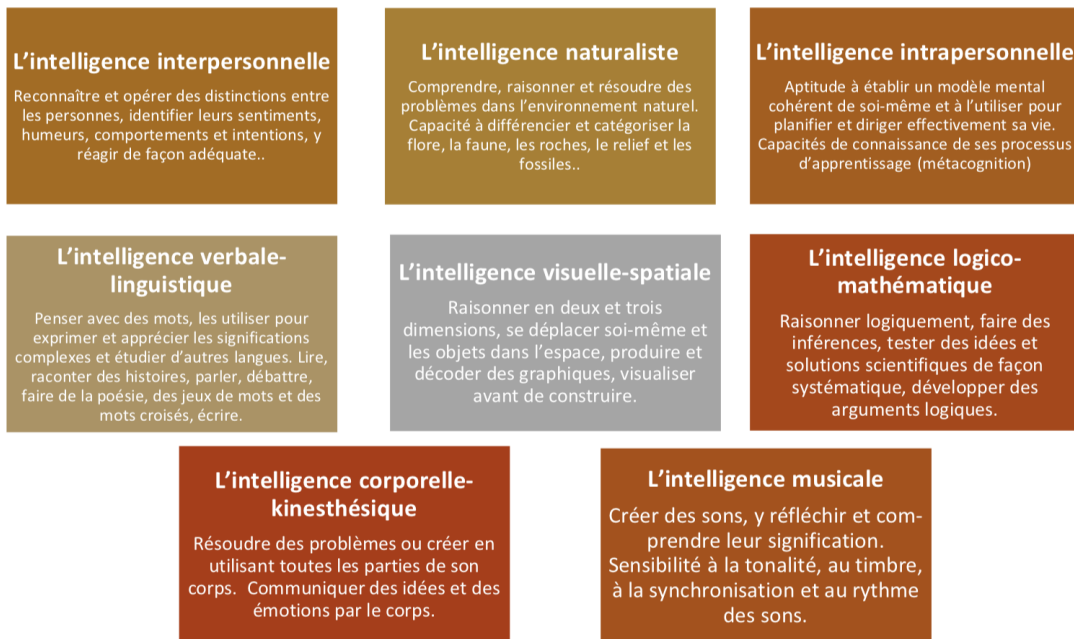 L'intelligence interpersonnelle
Reconnaître et opérer des distinctions entre
les personnes, identifier leurs sentiments,
humeurs, comportements et intentions, y
réagir de façon adéquate..
L'intelligence naturaliste
Comprendre, raisonner et résoudre des
problèmes dans l'environnement naturel.
Capacité à différencier et catégoriser la
flore, la faune, les roches, le relief et les
fossiles..
L'intelligence intrapersonnelle
Aptitude à établir un modèle mental
cohérent de soi-même et à l'utiliser pour
planifier et diriger effectivement sa vie.
Capacités de connaissance de ses processus
d'apprentissage (métacognition)
L'intelligence verbale-
linguistique
Penser avec des mots, les utiliser pour
exprimer et apprécier les significations
complexes et étudier d'autres langues. Lire,
raconter des histoires, parler, débattre,
faire de la poésie, des jeux de mots et des
mots croisés, écrire.
L'intelligence visuelle-spatiale
Raisonner en deux et trois
dimensions, se déplacer soi-même et
les objets dans l'espace, produire et
décoder des graphiques, visualiser
avant de construire.
L'intelligence logico-
mathématique
Raisonner logiquement, faire des
inférences, tester des idées et
solutions scientifiques de façon
systématique, développer des
arguments logiques.
L'intelligence corporelle-
kinesthésique
Résoudre des problèmes ou créer en
utilisant toutes les parties de son
corps.  Communiquer des idées et des
émotions par le corps.
L'intelligence musicale
Créer des sons, y réfléchir et com-
prendre leur signification.
Sensibilité à la tonalité, au timbre,
à la synchronisation et au rythme
des sons.